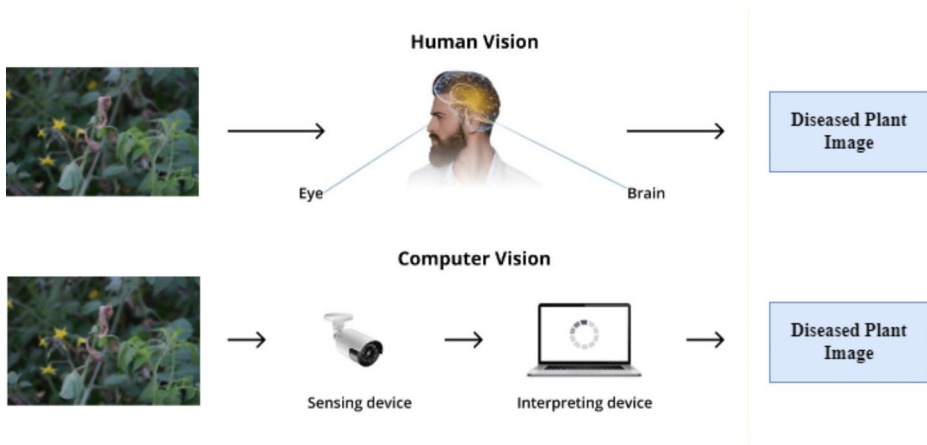 Human Vision
Diseased Plant
Image
Eye
Brain
Computer Vision
Diseased Plant
Image
Sensing device
Interpreting device